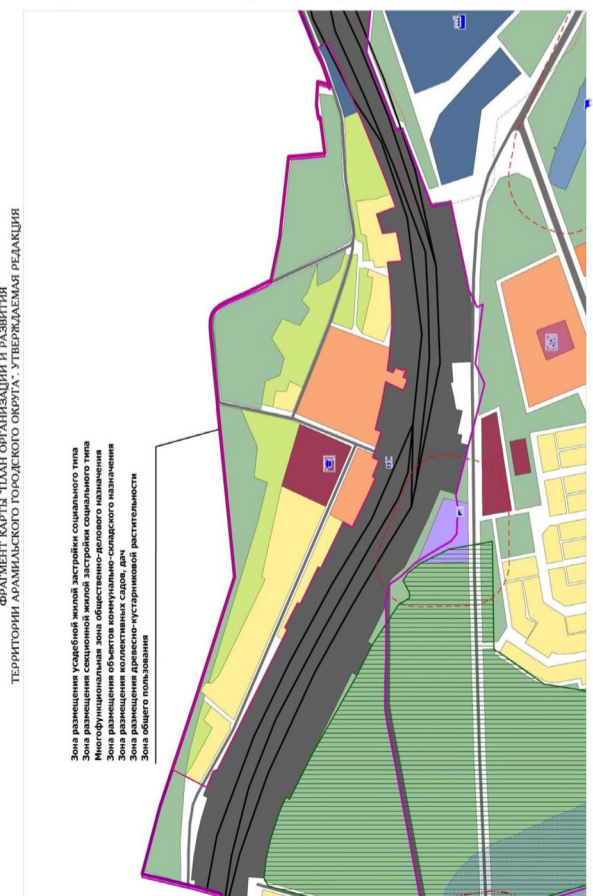 ФРАГМЕНТ КАРТЫ "ПЛАН ОРГАНИЗАЦИИ И РАЗВИТИЯ
ТЕРРИТОРИИ АРАМИЛЬСКОГО ГОРОДСКОГО ОКРУГА". УТВЕРЖДАЕМАЯ РЕДАКЦИЯ
Зона размещения усадебной жилой застройки социального типа
Зона размещения секционной жилой застройки социального типа
Многофункциональная зона общественно-делового назначения
Зона размещения объектов коммунально-складского назначения
Зона размещения коллективных садов, дач
Зона размещения древесно-кустарниковой растительности
Зона общего пользования